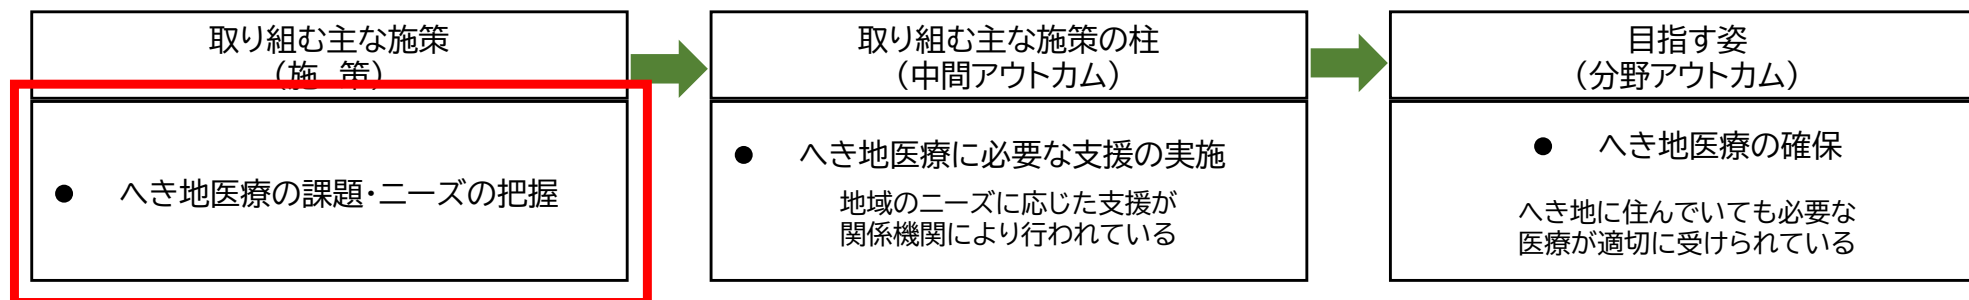 取り組む主な施策
（施　策）
● へき地医療の課題・ニーズの把握
取り組む主な施策の柱
（中間アウトカム）
● へき地医療に必要な支援の実施
地域のニーズに応じた支援が
関係機関により行われている
目指す姿
（分野アウトカム）
● へき地医療の確保
へき地に住んでいても必要な
医療が適切に受けられている